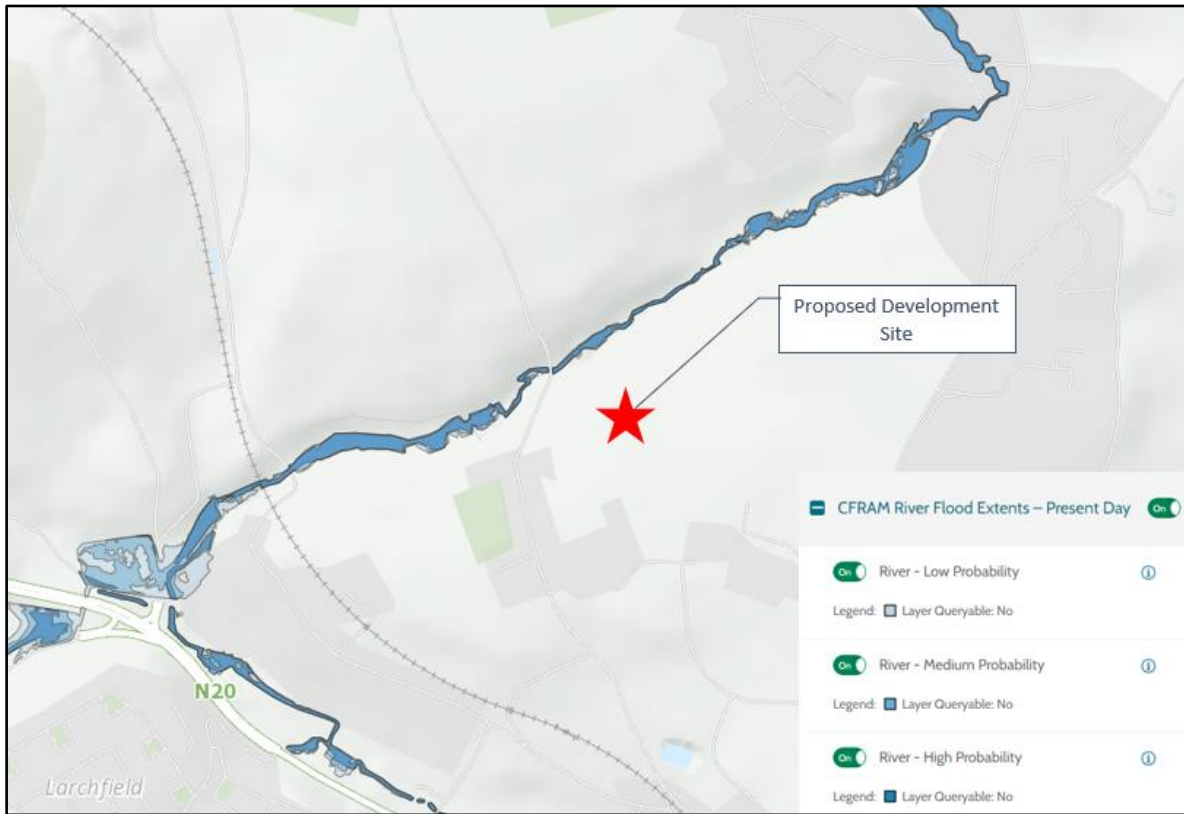 Proposed Development
Site
CFRAM River Flood Extents – Present Day
On
On
River - Low Probability
Legend:
Layer Queryable: No
On
River - Medium Probability
Legend:
Layer Queryable: No
On
River - High Probability
Legend:
Layer Queryable: No
N20
Larchfield